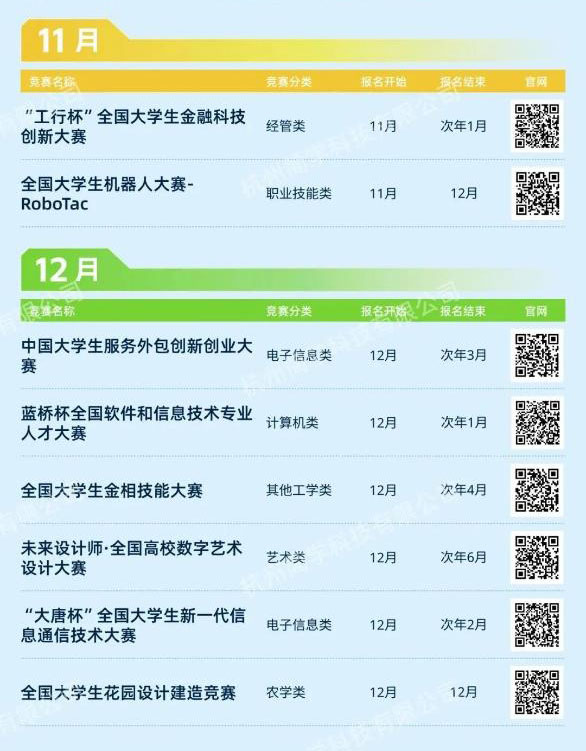 11月
竞赛名称 竞赛分类 报名开始 报名结束 官网
“工行杯”全国大学生金融科技
创新大赛 经管类 11月 次年1月
全国大学生机器人大赛-
RoboTac 职业技能类 11月 12月
12月
竞赛名称 竞赛分类 报名开始 报名结束 官网
中国大学生服务外包创新创业大
赛 电子信息类 12月 次年3月
蓝桥杯全国软件和信息技术专业
人才大赛 计算机类 12月 次年1月
全国大学生金相技能大赛 其他工学类 12月 次年4月
未来设计师·全国高校数字艺术
设计大赛 艺术类 12月 次年6月
“大唐杯”全国大学生新一代信
息通信技术大赛 电子信息类 12月 次年2月
全国大学生花园设计建造竞赛 农学类 12月 12月